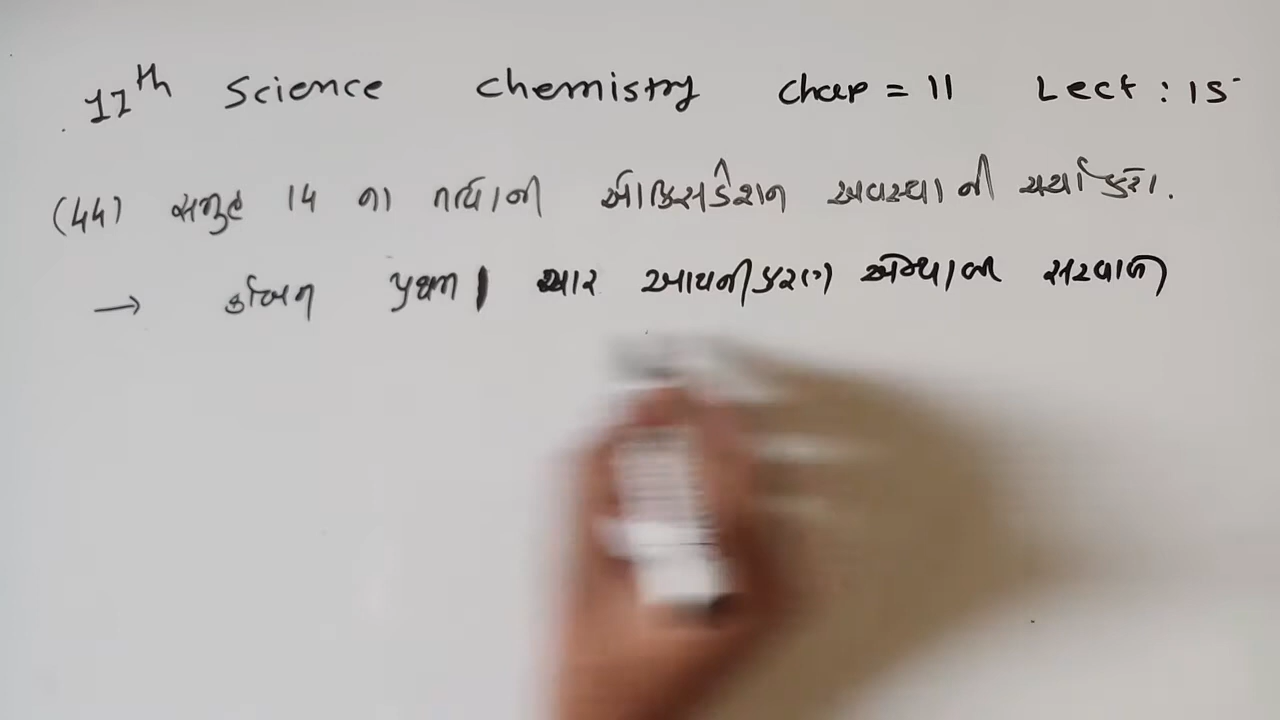 11th Science Chemistry Chap = 11 Lect : 15
(44) સમુહ 14 ના તત્વોની ઓક્સિડેશન અવસ્થાની ચર્ચા કરો.
→ કાર્બન પ્રથમ ચાર આયનીકરણ એન્થાલ્પી સરવાળો